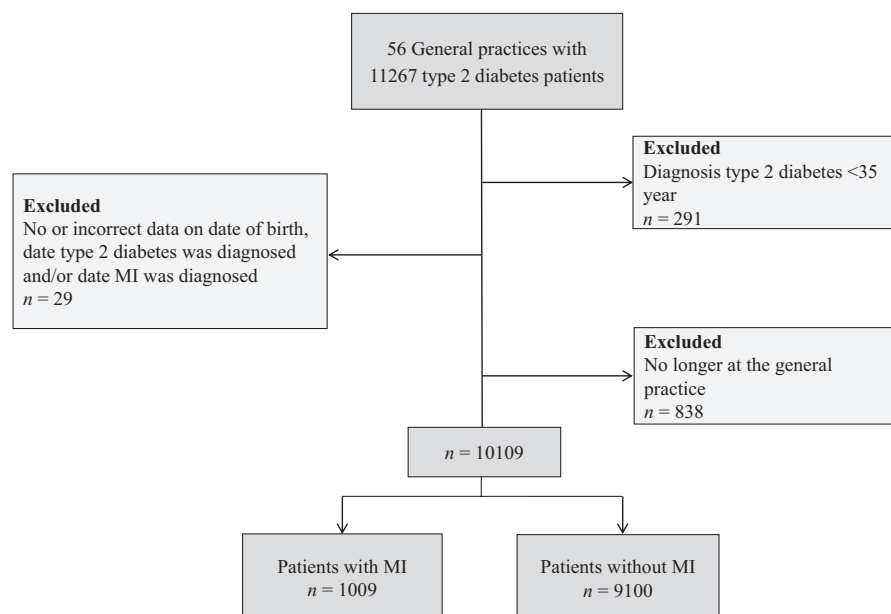 56 General practices with
11267 type 2 diabetes patients
Excluded
Diagnosis type 2 diabetes <35
year
n = 291
Excluded
No or incorrect data on date of birth,
date type 2 diabetes was diagnosed
and/or date MI was diagnosed
n = 29
Excluded
No longer at the general
practice
n = 838
n = 10109
Patients with MI
n = 1009
Patients without MI
n = 9100